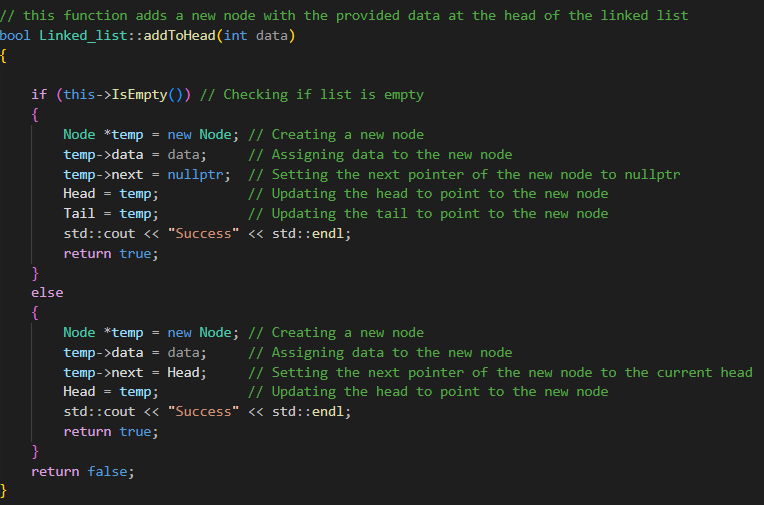 // this function adds a new node with the provided data at the head of the linked list
bool Linked_list::addToHead(int data)
{
    if (this->IsEmpty()) // Checking if list is empty
    {
        Node *temp = new Node; // Creating a new node
        temp->data = data;     // Assigning data to the new node
        temp->next = nullptr;  // Setting the next pointer of the new node to nullptr
        Head = temp;           // Updating the head to point to the new node
        Tail = temp;           // Updating the tail to point to the new node
        std::cout << "Success" << std::endl;
        return true;
    }
    else
    {
        Node *temp = new Node; // Creating a new node
        temp->data = data;     // Assigning data to the new node
        temp->next = Head;     // Setting the next pointer of the new node to the current head
        Head = temp;           // Updating the head to point to the new node
        std::cout << "Success" << std::endl;
        return true;
    }
    return false;
}